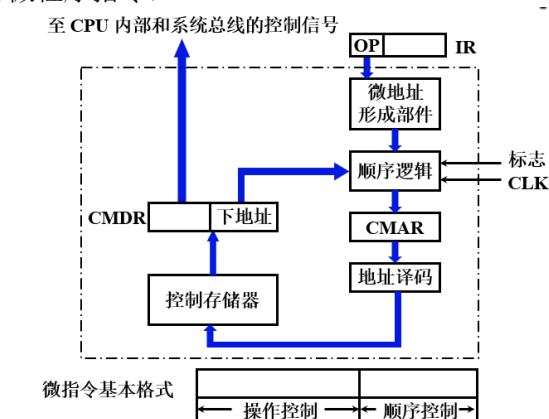 至 CPU 内部和系统总线的控制信号
OP
IR
微地址
形成部件
顺序逻辑
标志
CLK
CMDR
下地址
CMAR
地址译码
控制存储器
微指令基本格式
操作控制
顺序控制